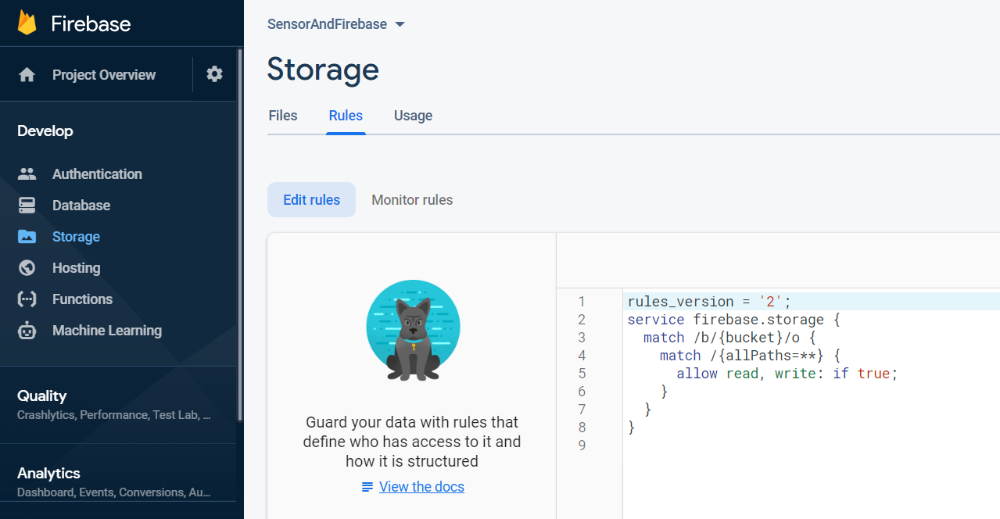 Firebase
Project Overview
Develop
Authentication
Database
Storage
Hosting
Functions
Machine Learning
Quality
Crashlytics, Performance, Test Lab, ...
Analytics
Dashboard, Events, Conversions, Au...
SensorAndFirebase
Storage
Files Rules Usage
Edit rules Monitor rules
Guard your data with rules that
define who has access to it and
how it is structured
View the docs
1 rules_version = '2';
2 service firebase.storage {
3   match /b/{bucket}/o {
4     match /{allPaths=**} {
5       allow read, write: if true;
6     }
7   }
8 }
9